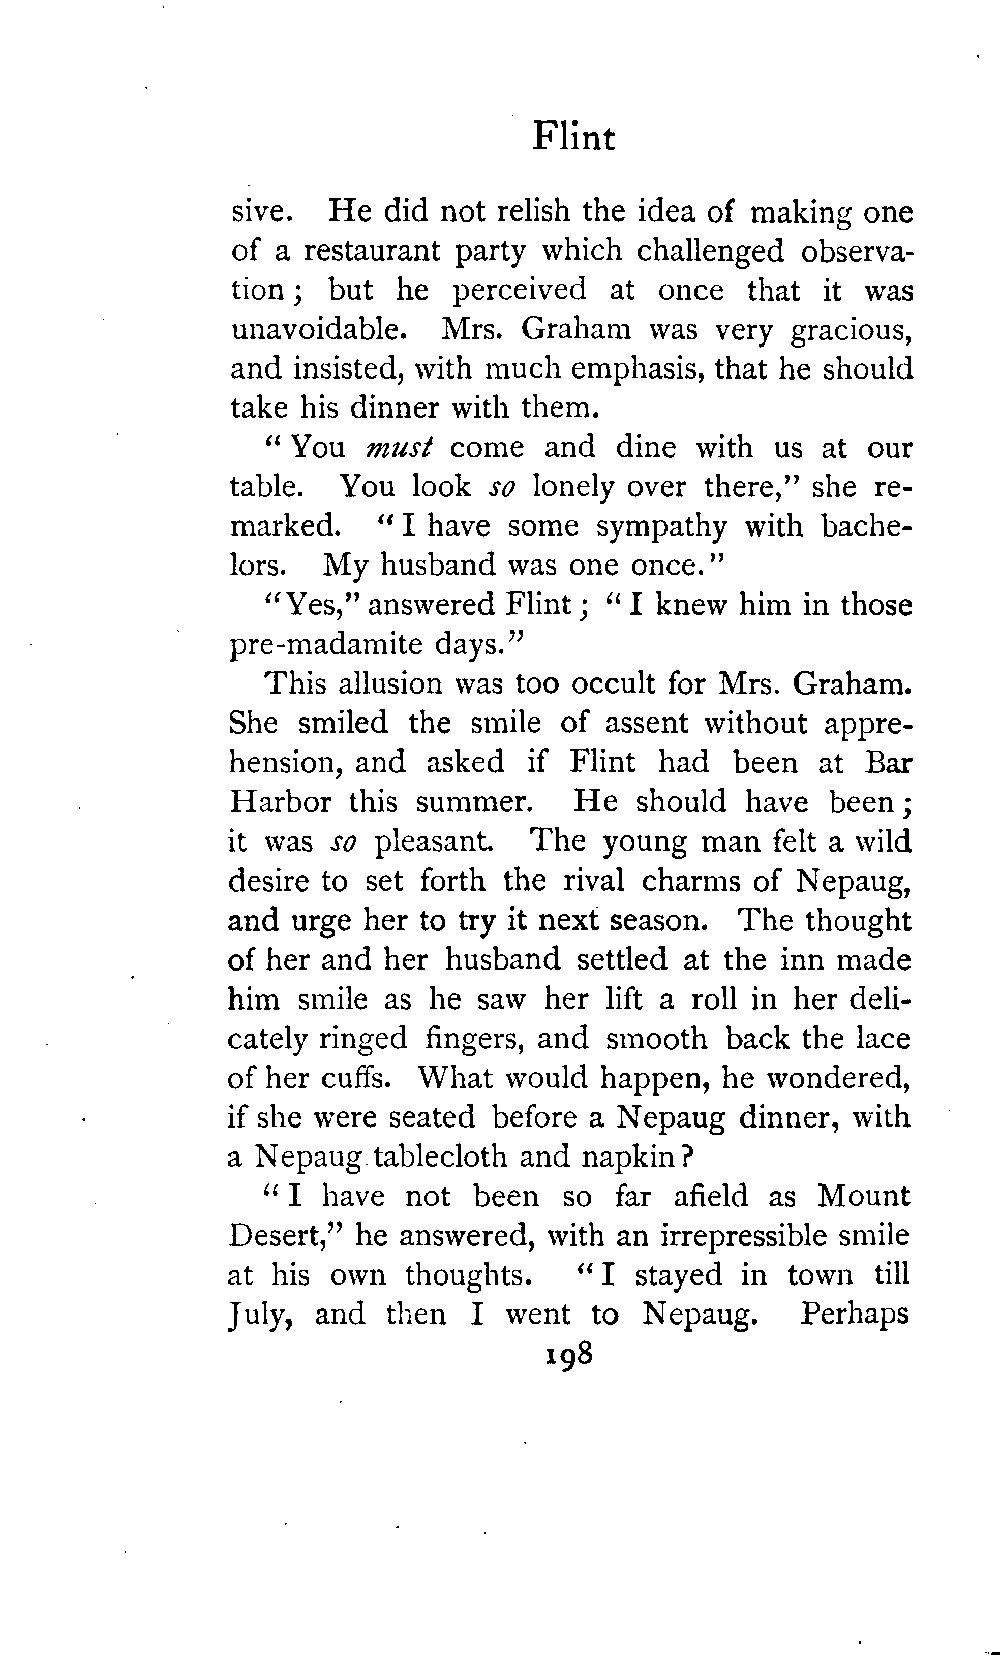 Flint
sive. He did not relish the idea of making one
of a restaurant party which challenged observa-
tion; but he perceived at once that it was
unavoidable. Mrs. Graham was very gracious,
and insisted, with much emphasis, that he should
take his dinner with them.
"You must come and dine with us at our
table. You look so lonely over there," she re-
marked. "I have some sympathy with bache-
lors. My husband was one once."
"Yes," answered Flint; "I knew him in those
pre-madamite days."
This allusion was too occult for Mrs. Graham.
She smiled the smile of assent without appre-
hension, and asked if Flint had been at Bar
Harbor this summer. He should have been;
it was so pleasant. The young man felt a wild
desire to set forth the rival charms of Nepaug,
and urge her to try it next season. The thought
of her and her husband settled at the inn made
him smile as he saw her lift a roll in her deli-
cately ringed fingers, and smooth back the lace
of her cuffs. What would happen, he wondered,
if she were seated before a Nepaug dinner, with
a Nepaug tablecloth and napkin?
"I have not been so far afield as Mount
Desert," he answered, with an irrepressible smile
at his own thoughts. "I stayed in town till
July, and then I went to Nepaug. Perhaps
198